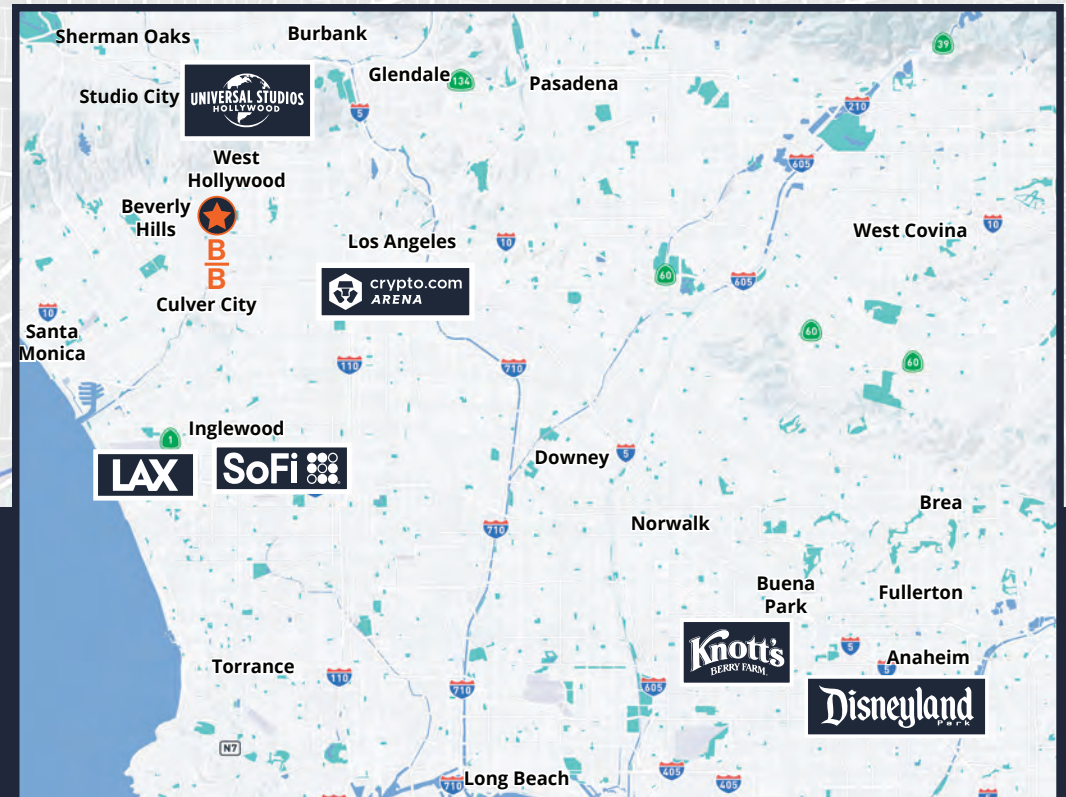 Sherman Oaks
Burbank
39
Glendale
134
Pasadena
Studio City
UNIVERSAL STUDIOS
HOLLYWOOD
5
210
West
Hollywood
605
Beverly
Hills
B
B
Los Angeles
10
West Covina
10
60
605
crypto.com
ARENA
Culver City
10
Santa
Monica
60
110
710
60
1
Inglewood
LAX
SoFi
Downey
5
Brea
Norwalk
710
Buena
Park
Fullerton
Knott's
BERRY FARM
5
Anaheim
5
Torrance
110
710
605
Disneyland
Park
N7
Long Beach
710
405
405